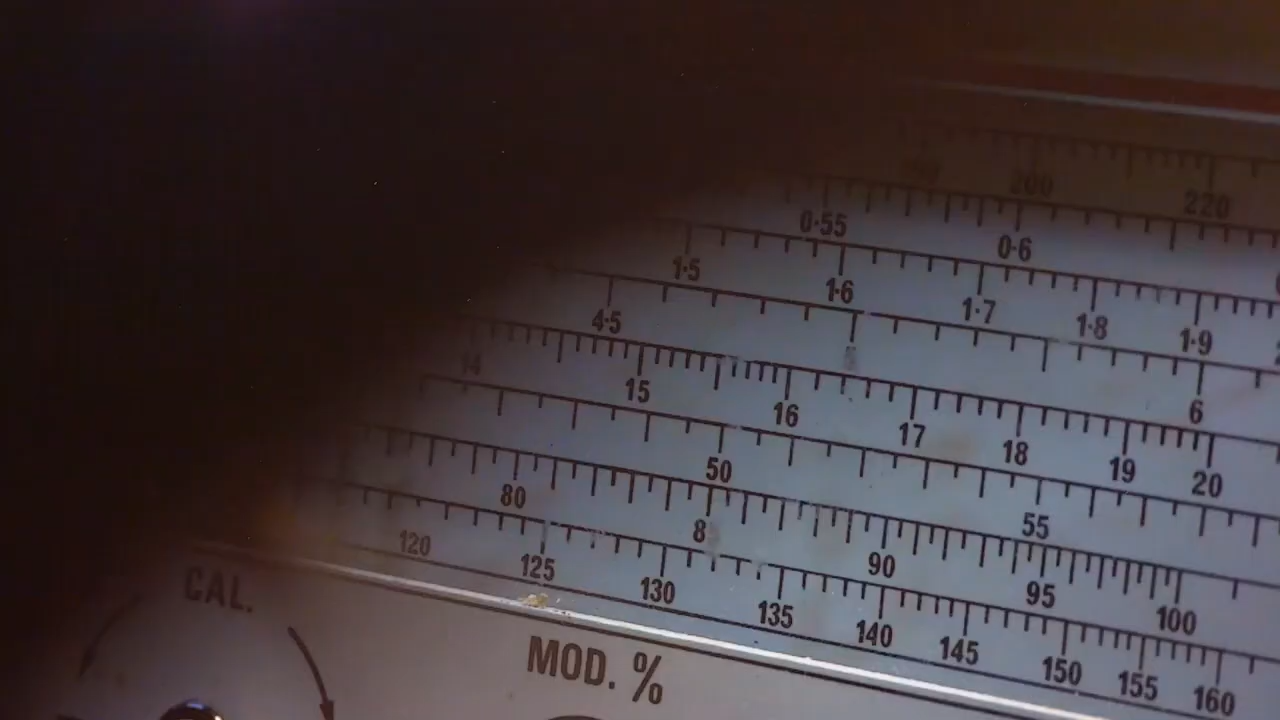 200 220
0·55 0·6
1·5 1·6 1·7 1·8 1·9
4·5 6
14 15 16 17 18 19 20
50 55
80 8 90 95 100
120 125 130 135 140 145 150 155 160
CAL.
MOD. %